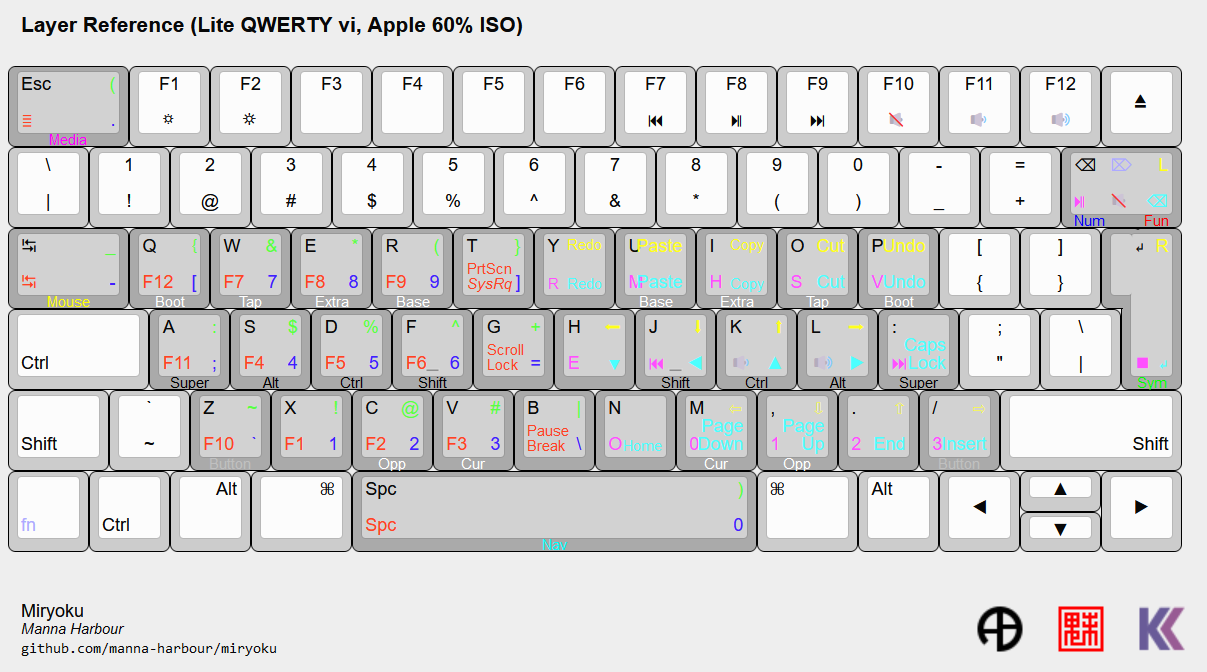 Layer Reference (Lite QWERTY vi, Apple 60% ISO)
Esc ( F1 F2 F3 F4 F5 F6 F7 F8 F9 F10 F11 F12
.
Media
\ 1 2 3 4 5 6 7 8 9 0 - = L
| ! @ # $ % ^ & * ( ) _ +
Num Fun
_ Q { W & E * R ( T } Y Redo U Paste I Copy O Cut P Undo [ ] R
- F12 [ F7 7 F8 8 F9 9 PrtScn SysRq ] R Redo M Paste H Copy S Cut V Undo { }
Mouse Boot Tap Extra Base Base Extra Tap Boot
A : S $ D % F ^ G + H J K L : ; \
Ctrl F11 ; F4 4 F5 5 F6 _ 6 Scroll Lock = E _ Caps Lock " |
Super Alt Ctrl Shift Shift Ctrl Alt Super Sym
` Z ~ X ! C @ V # B | N M , . /
Shift ~ F10 ` F1 1 F2 2 F3 3 Pause Break \ O Home 0 Page Down 1 Page Up 2 End 3 Insert Shift
Button Opp Cur Cur Opp Button
Alt ⌘ Spc ) ⌘ Alt
fn Ctrl Spc 0
Nav
Miryoku
Manna Harbour
github.com/manna-harbour/miryoku